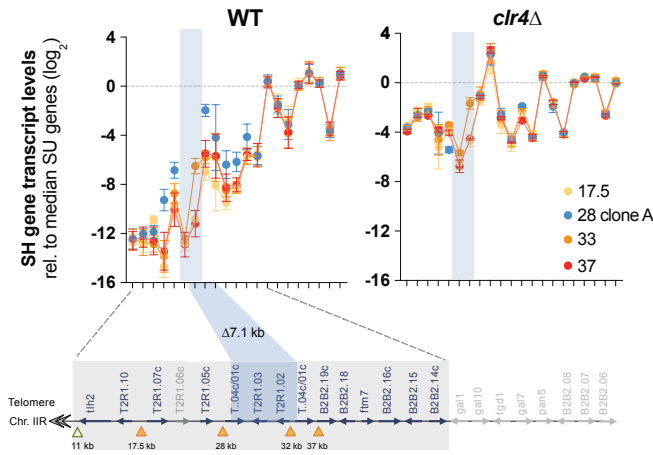 WT
clr4Δ
SH gene transcript levels
rel. to median SU genes (log2)
0
-4
-8
-12
-16
0
-4
-8
-12
-16
17.5
28 clone A
33
37
Δ7.1 kb
Telomere
Chr. IIR
tlh2
T2R1.10
T2R1.07c
T2R1.06c
T2R1.05c
T..04c/01c
T2R1.03
T2R1.02
T..04c/01c
B2B2.19c
B2B2.18
ftm7
B2B2.16c
B2B2.15
B2B2.14c
gal1
gal10
tgd1
gal7
pan5
B2B2.08
B2B2.07
B2B2.06
11 kb
17.5 kb
28 kb
32 kb
37 kb